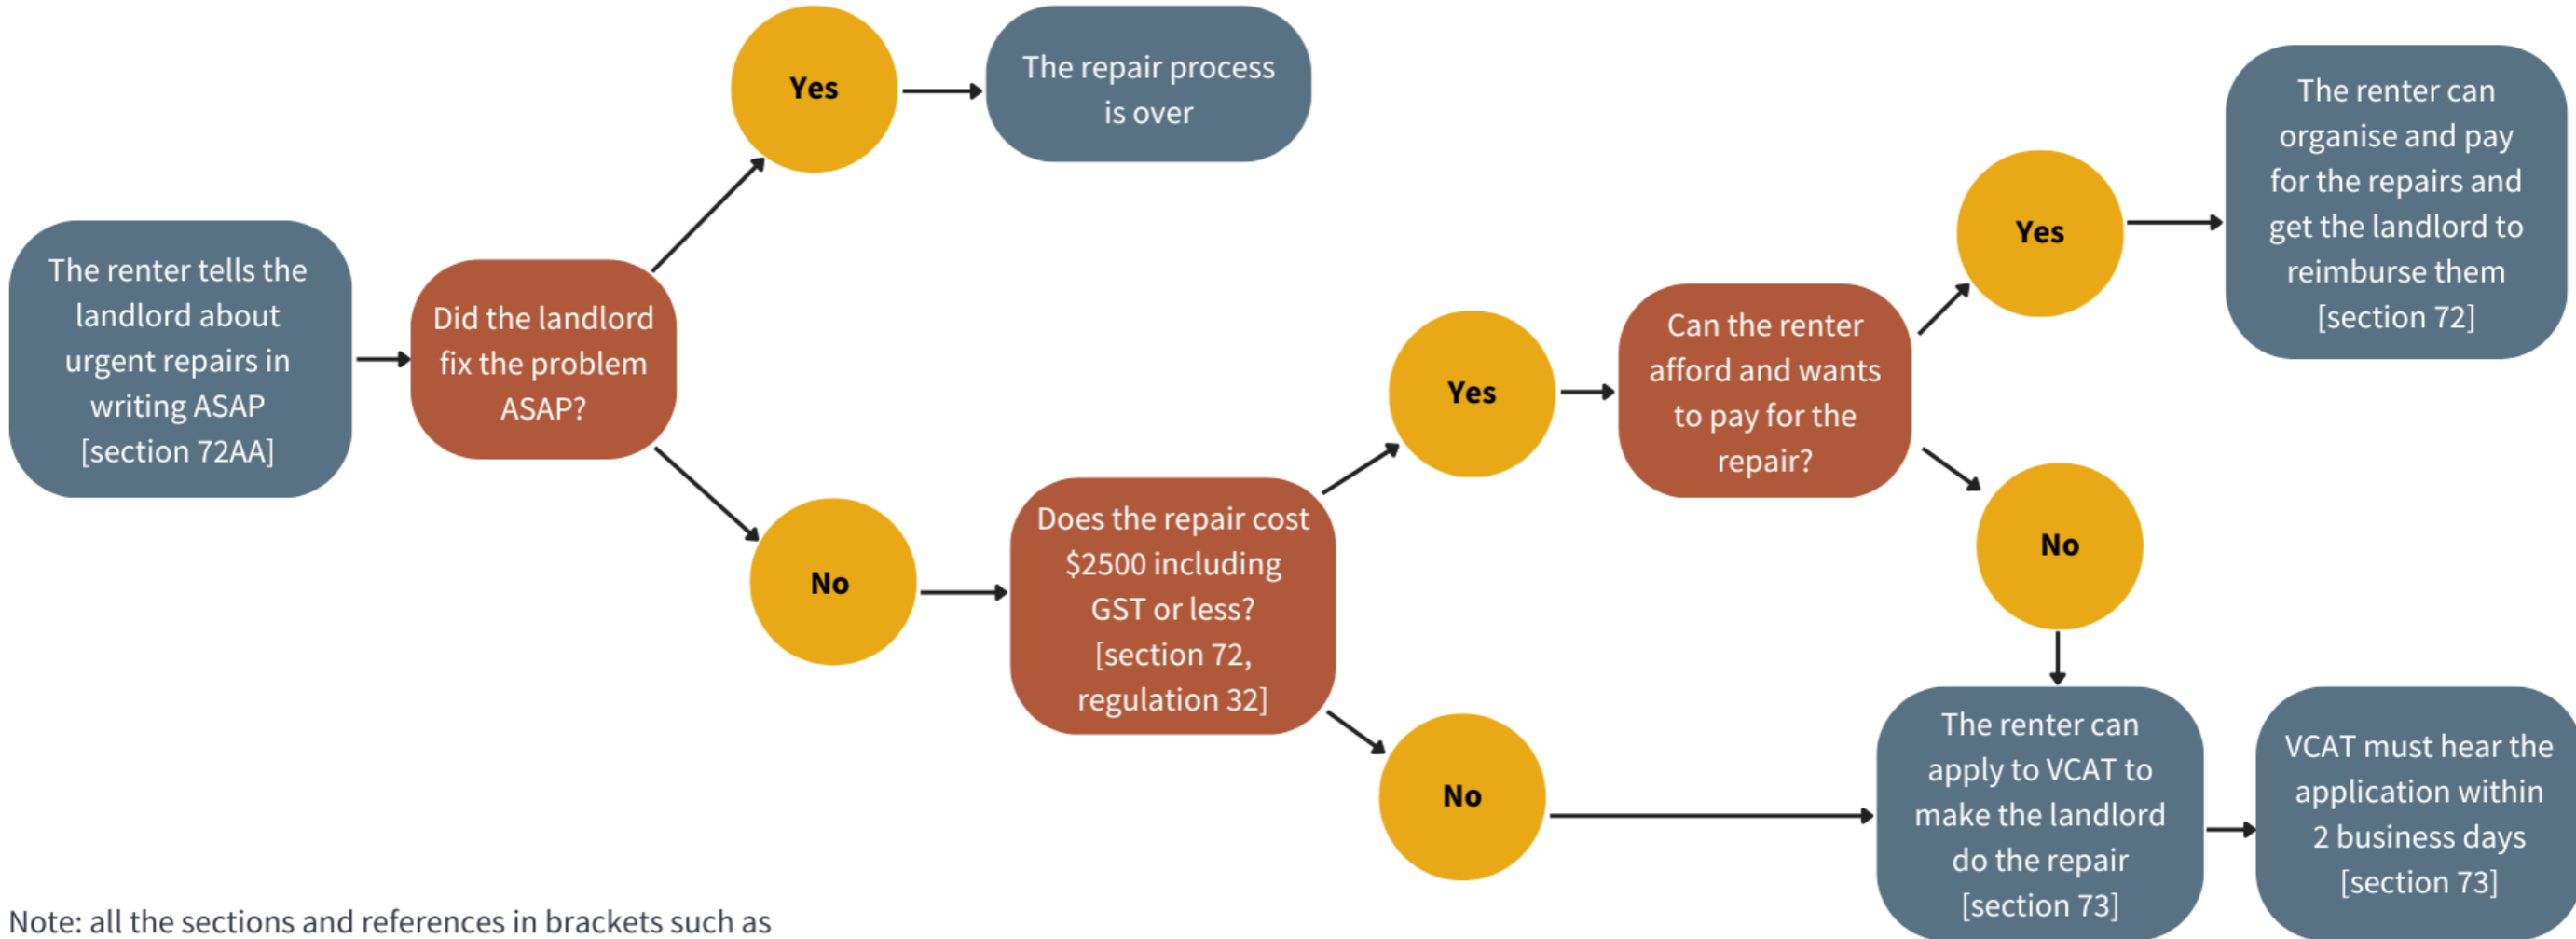 The renter tells the
landlord about
urgent repairs in
writing ASAP
[section 72AA]
Did the landlord
fix the problem
ASAP?
Yes
The repair process
is over
No
Does the repair cost
$2500 including
GST or less?
[section 72,
regulation 32]
Yes
Can the renter
afford and wants
to pay for the
repair?
Yes
The renter can
organise and pay
for the repairs and
get the landlord to
reimburse them
[section 72]
No
No
The renter can
apply to VCAT to
make the landlord
do the repair
[section 73]
VCAT must hear the
application within
2 business days
[section 73]
Note: all the sections and references in brackets such as